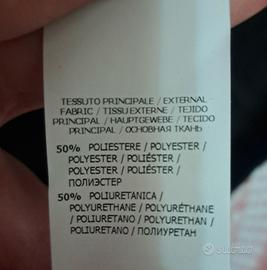 TESSUTO PRINCIPALE / EXTERNAL
FABRIC / TISSU EXTERNE / TEJIDO
PRINCIPAL / HAUPTGEWEBE / TECIDO
PRINCIPAL / ОСНОВНАЯ ТКАНЬ
50% POLIESTERE / POLYESTER /
POLYESTER / POLIÉSTER /
POLYESTER / POLIÉSTER /
ПОЛИЭСТЕР
50% POLIURETANICA /
POLYURETHANE / POLYURÉTHANE
/ POLIURETANO / POLYURETHAN /
POLIURETANO / ПОЛИУРЕТАН
SUBITO